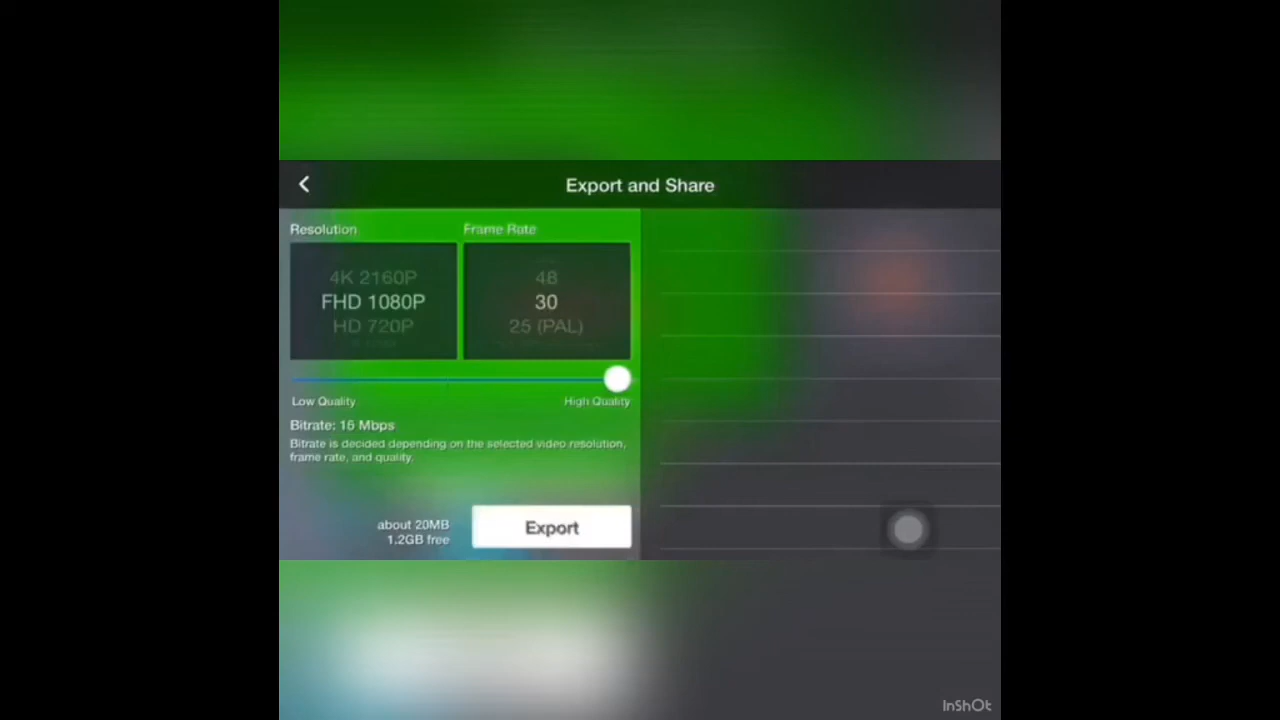 Export and Share
Resolution
Frame Rate
4K 2160P
48
FHD 1080P
30
HD 720P
25 (PAL)
Low Quality
High Quality
Bitrate: 15 Mbps
Bitrate is decided depending on the selected video resolution,
frame rate, and quality.
about 20MB
1.2GB free
Export
InShOt